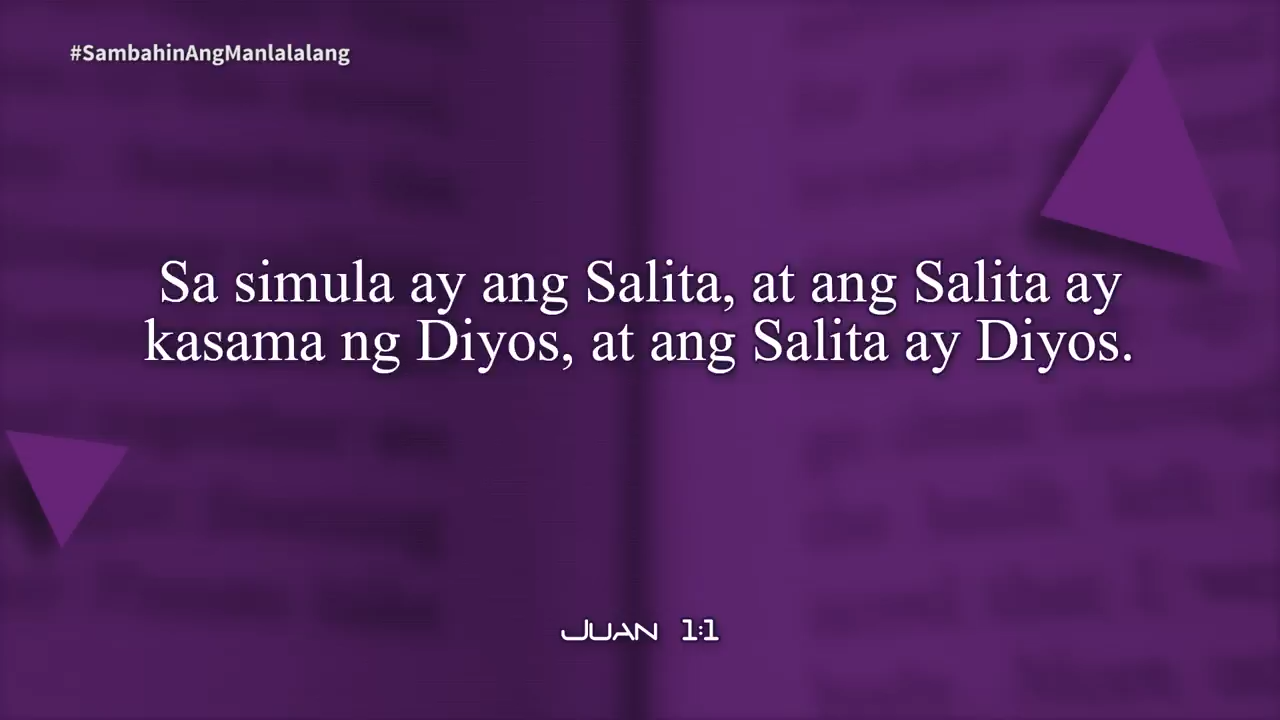 #SambahinAngManlalalang
Sa simula ay ang Salita, at ang Salita ay
kasama ng Diyos, at ang Salita ay Diyos.
Juan 1:1